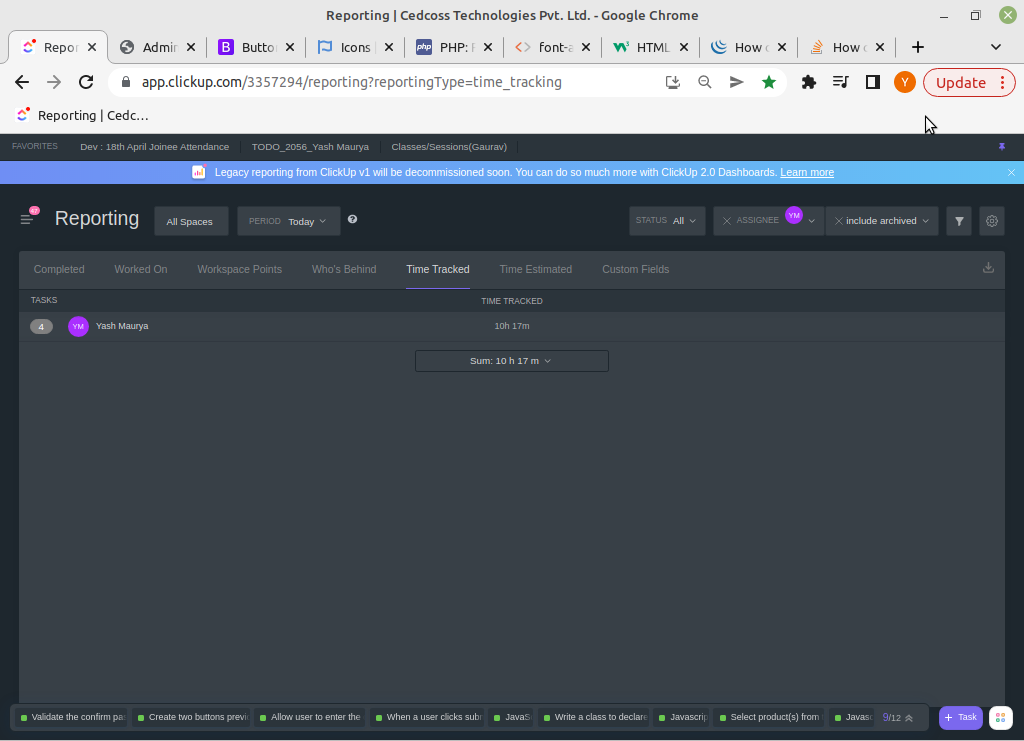 Reporting | Cedcoss Technologies Pvt. Ltd. - Google Chrome
Repor Admin Butto Icons PHP: F font-a HTML How c How c
app.clickup.com/3357294/reporting?reportingType=time_tracking Y Update
Reporting | Cedc...
FAVORITES Dev : 18th April Joinee Attendance TODO_2056_Yash Maurya Classes/Sessions(Gaurav)
Legacy reporting from ClickUp v1 will be decommissioned soon. You can do so much more with ClickUp 2.0 Dashboards. Learn more
Reporting All Spaces PERIOD Today STATUS All ASSIGNEE YM include archived
Completed Worked On Workspace Points Who's Behind Time Tracked Time Estimated Custom Fields
TASKS TIME TRACKED
4 YM Yash Maurya 10h 17m
Sum: 10 h 17 m
Validate the confirm pa Create two buttons previ Allow user to enter the When a user clicks sub JavaS Write a class to declare Javascrip Select product(s) from Javasc 9/12 + Task